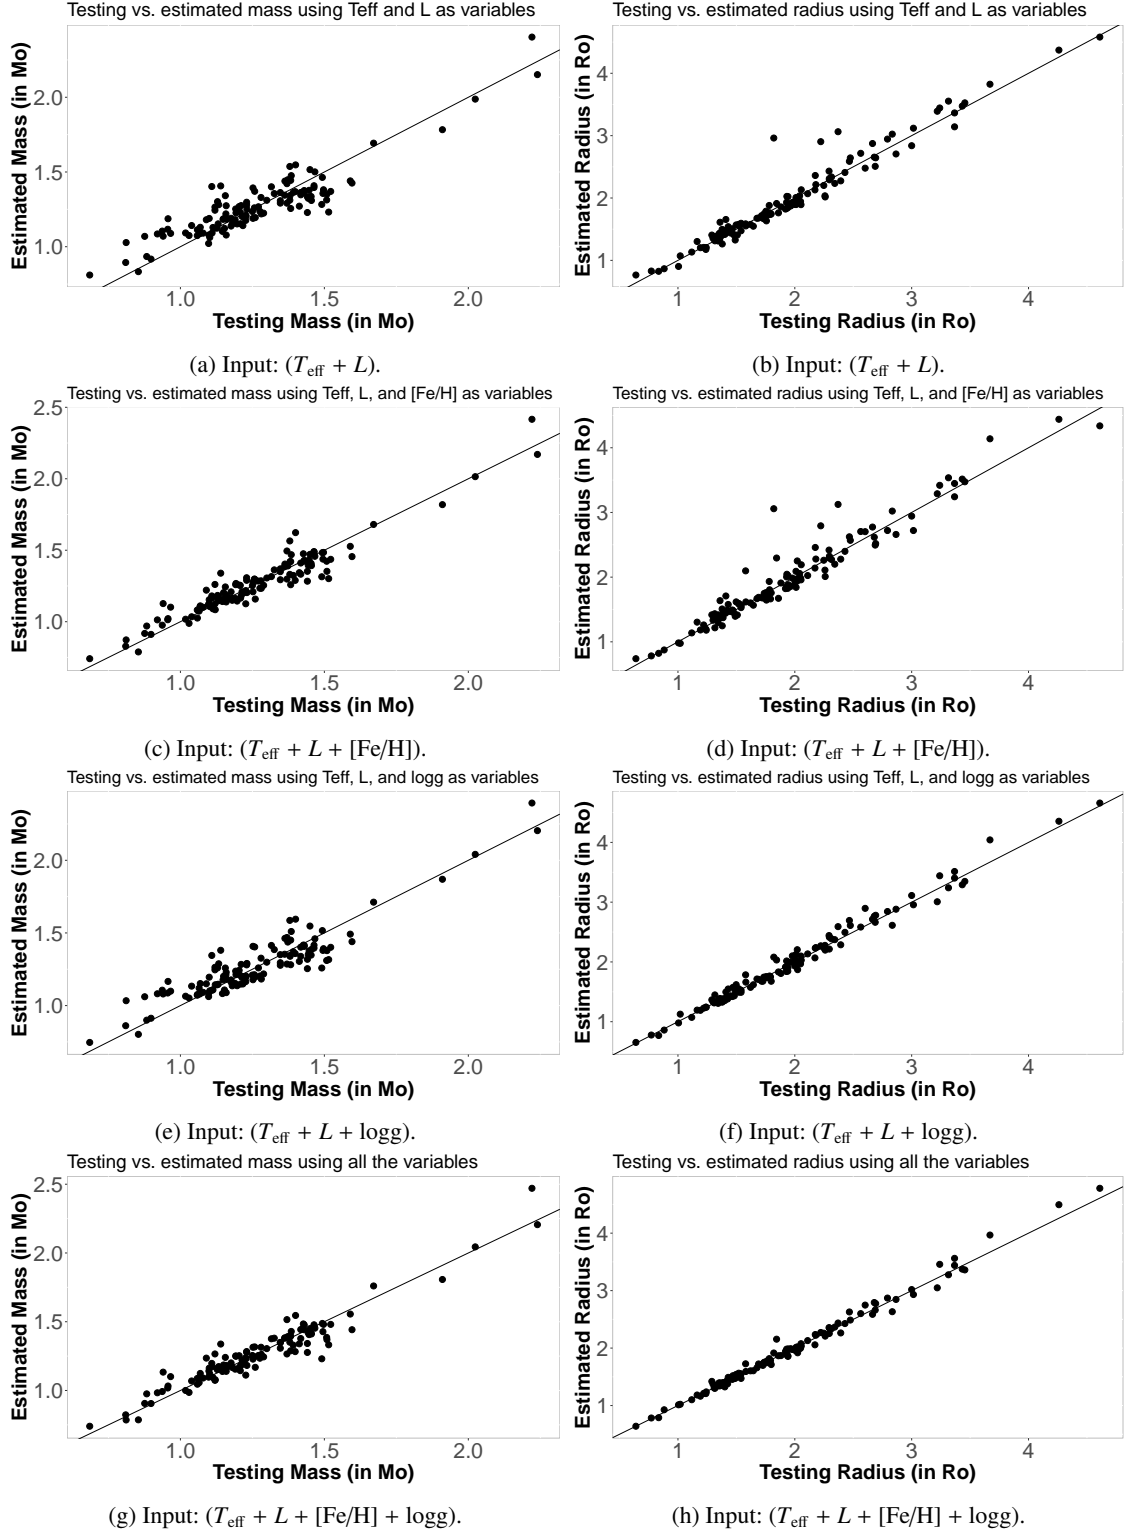 Testing vs. estimated mass using Teff and L as variables
Estimated Mass (in Mo)
2.0
1.5
1.0
1.0 1.5 2.0
Testing Mass (in Mo)
(a) Input: (Teff + L).
Testing vs. estimated radius using Teff and L as variables
Estimated Radius (in Ro)
4
3
2
1
1 2 3 4
Testing Radius (in Ro)
(b) Input: (Teff + L).
Testing vs. estimated mass using Teff, L, and [Fe/H] as variables
Estimated Mass (in Mo)
2.5
2.0
1.5
1.0
1.0 1.5 2.0
Testing Mass (in Mo)
(c) Input: (Teff + L + [Fe/H]).
Testing vs. estimated radius using Teff, L, and [Fe/H] as variables
Estimated Radius (in Ro)
4
3
2
1
1 2 3 4
Testing Radius (in Ro)
(d) Input: (Teff + L + [Fe/H]).
Testing vs. estimated mass using Teff, L, and logg as variables
Estimated Mass (in Mo)
2.0
1.5
1.0
1.0 1.5 2.0
Testing Mass (in Mo)
(e) Input: (Teff + L + logg).
Testing vs. estimated radius using Teff, L, and logg as variables
Estimated Radius (in Ro)
4
3
2
1
1 2 3 4
Testing Radius (in Ro)
(f) Input: (Teff + L + logg).
Testing vs. estimated mass using all the variables
Estimated Mass (in Mo)
2.5
2.0
1.5
1.0
1.0 1.5 2.0
Testing Mass (in Mo)
(g) Input: (Teff + L + [Fe/H] + logg).
Testing vs. estimated radius using all the variables
Estimated Radius (in Ro)
4
3
2
1
1 2 3 4
Testing Radius (in Ro)
(h) Input: (Teff + L + [Fe/H] + logg).